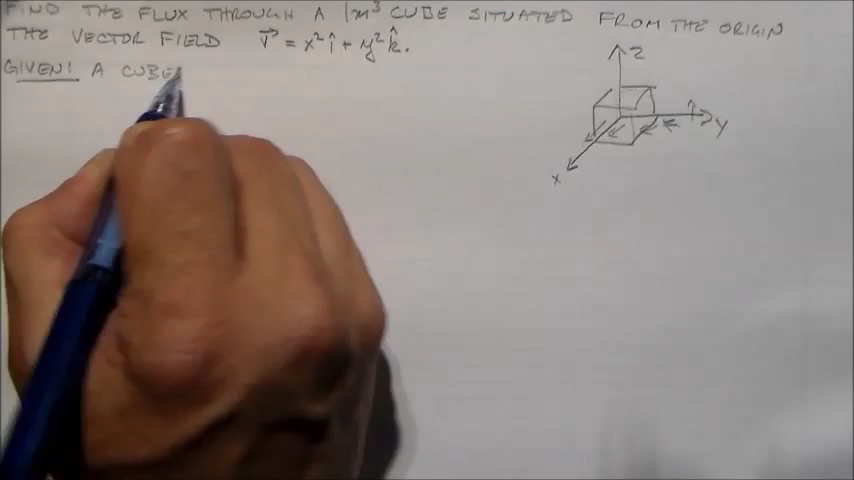 FIND THE FLUX THROUGH A 1m³ CUBE SITUATED FROM THE ORIGIN
THE VECTOR FIELD V⃗ = x² î + y² k̂.
GIVEN: A CUBE
z
y
x